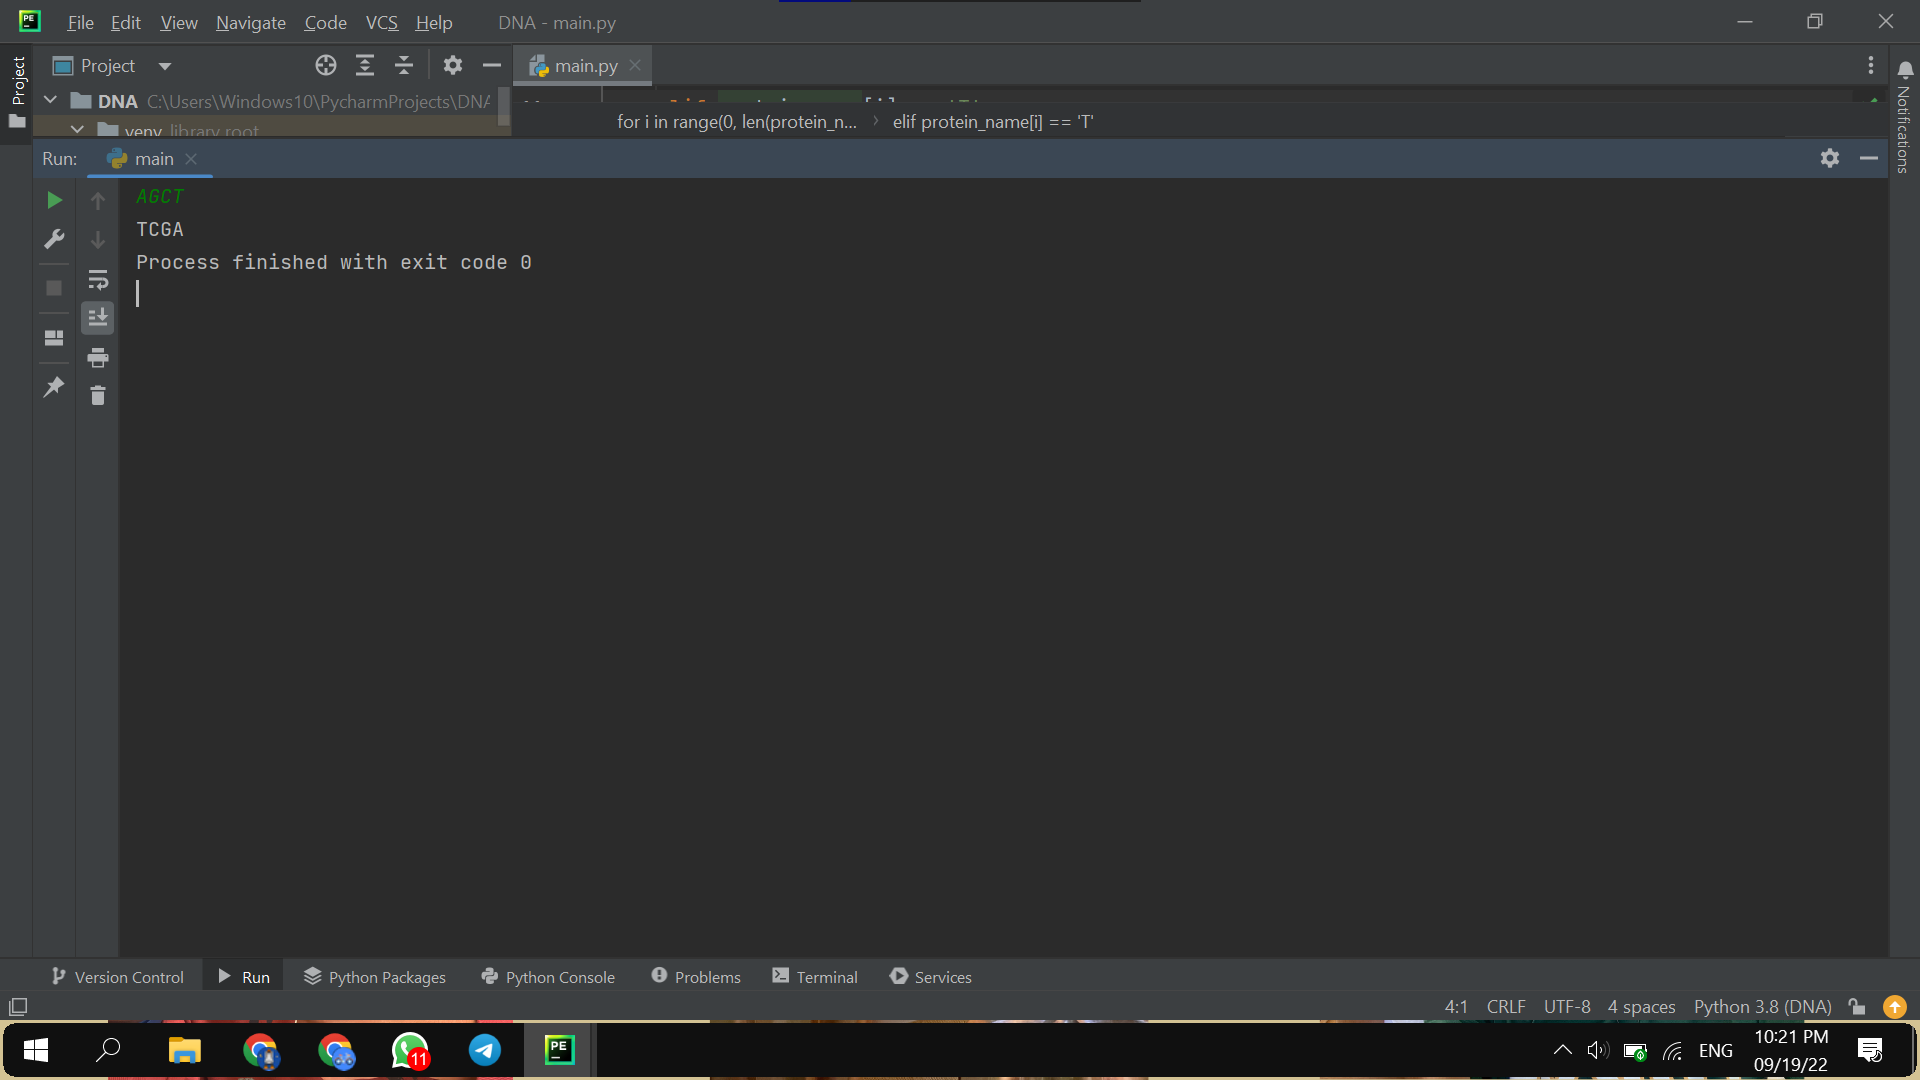 File Edit View Navigate Code VCS Help DNA - main.py
Project
Project
main.py
DNA C:\Users\Windows10\PycharmProjects\DNA
venv library root
for i in range(0, len(protein_n... elif protein_name[i] == 'T'
Notifications
Run: main
AGCT
TCGA
Process finished with exit code 0
Version Control Run Python Packages Python Console Problems Terminal Services
4:1 CRLF UTF-8 4 spaces Python 3.8 (DNA)
11
PE
ENG
10:21 PM
09/19/22